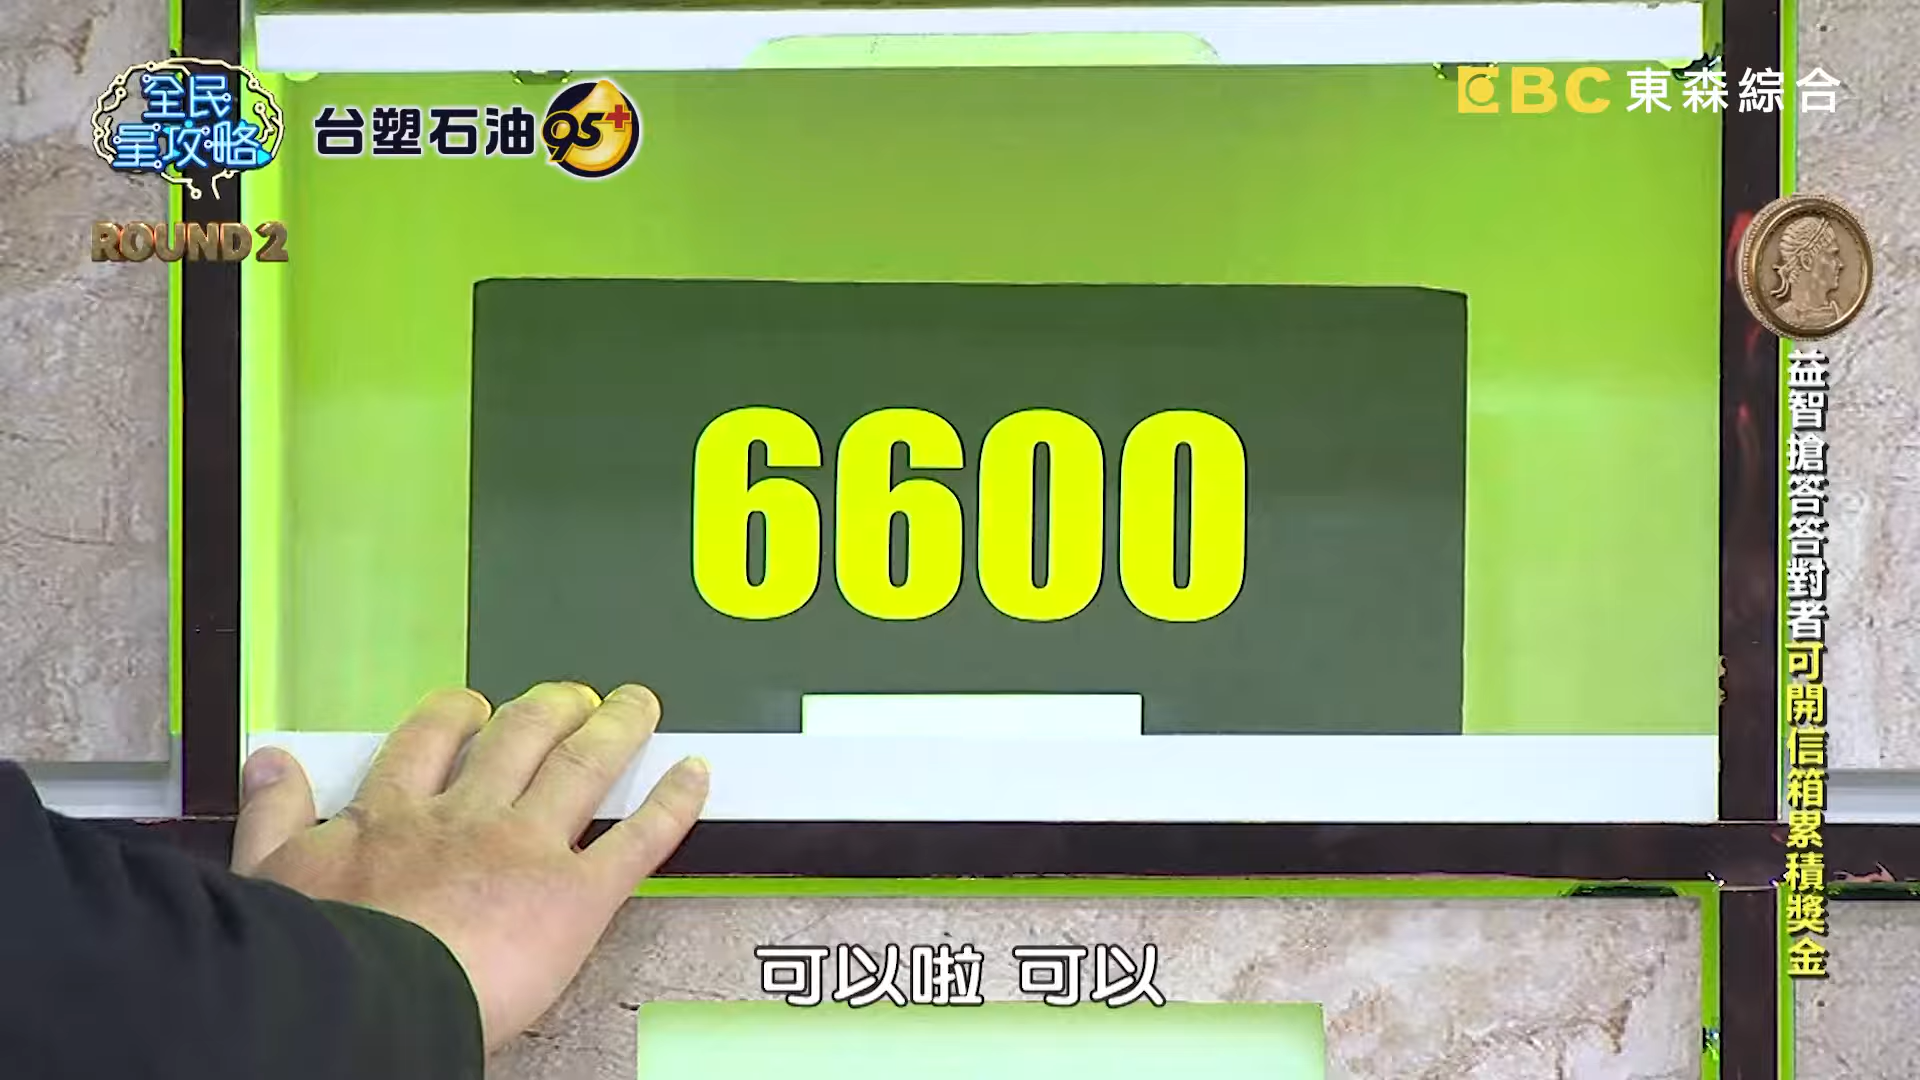 全民
星攻略
台塑石油 95+
EBC 東森綜合
ROUND 2
6600
益智搶答答對者可開信箱累積獎金
可以啦 可以